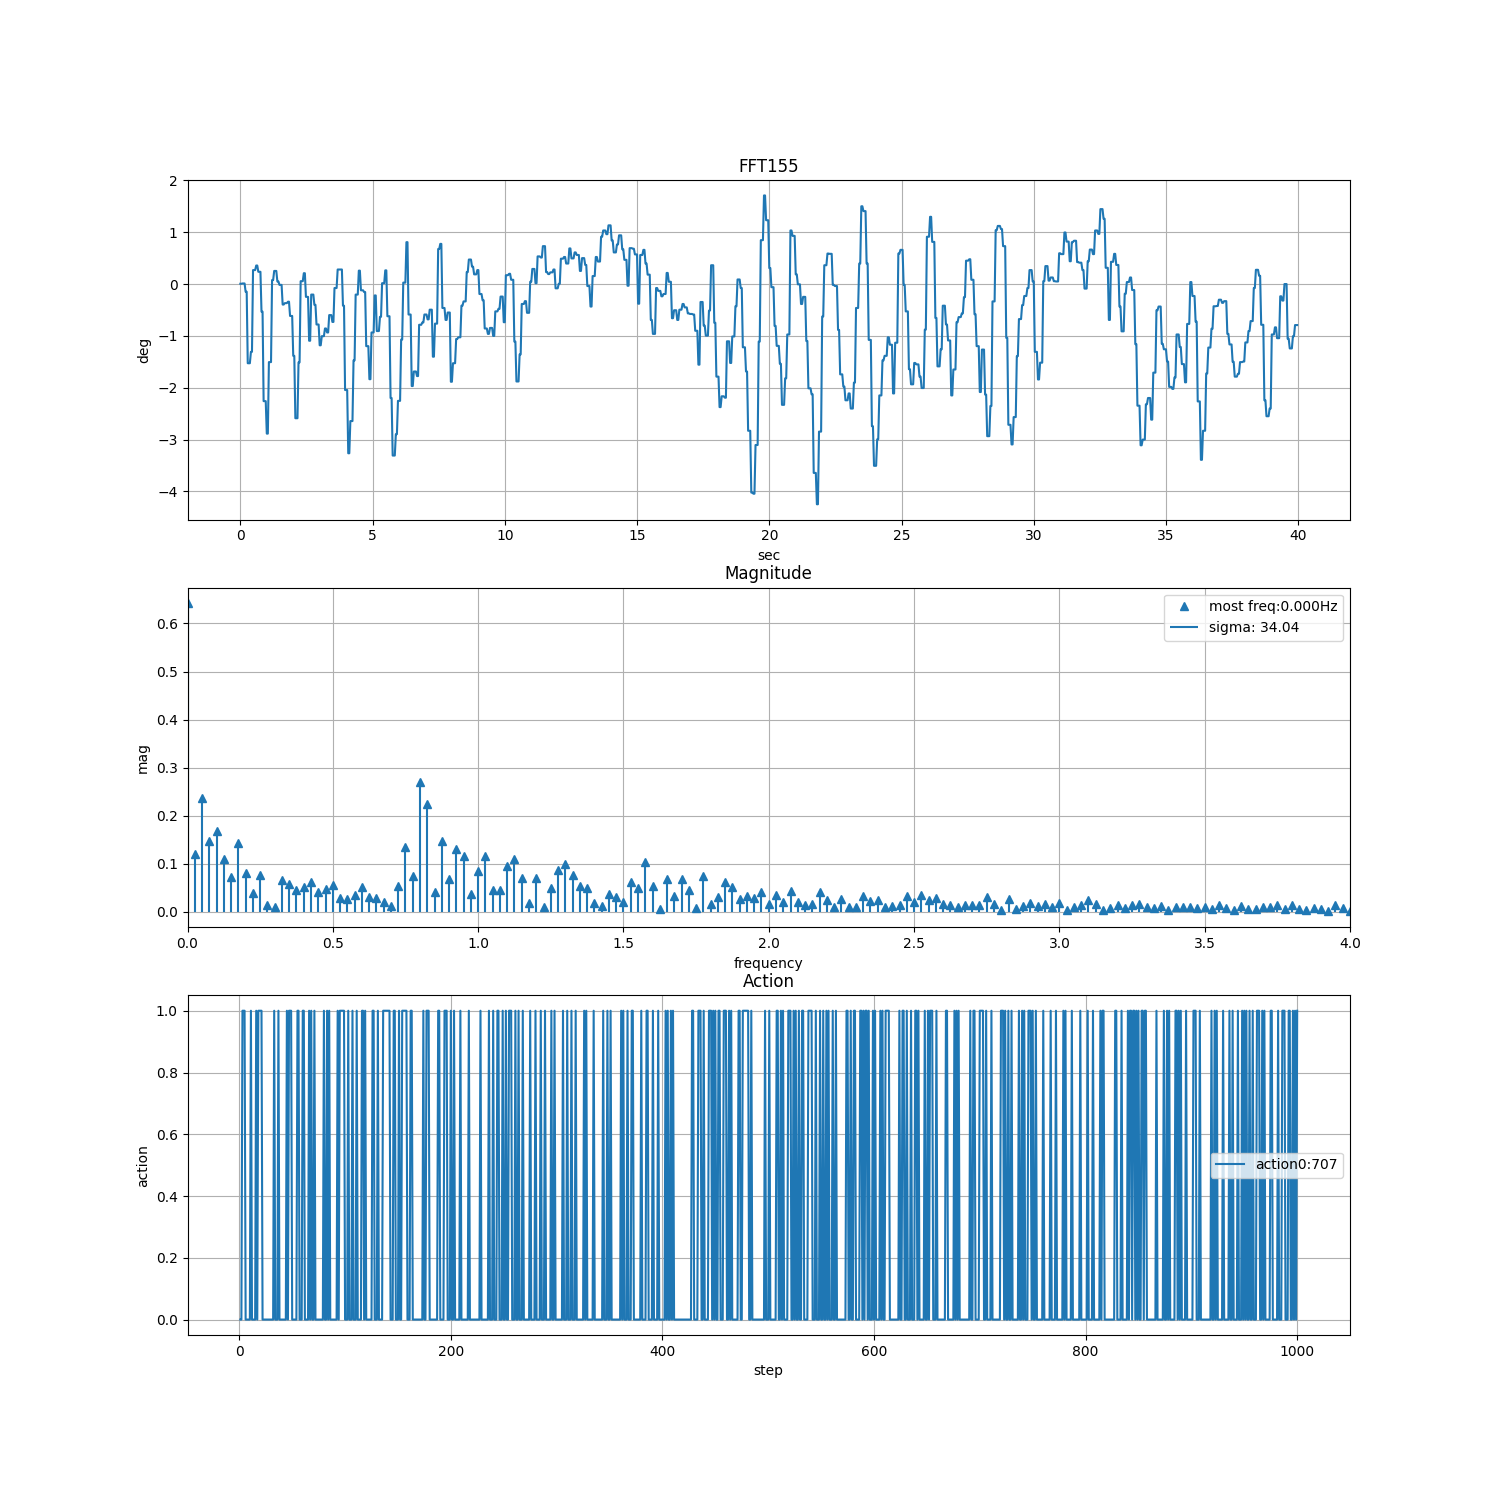 FFT155
2
1
0
−1
−2
−3
−4
deg
0 5 10 15 20 25 30 35 40
sec
Magnitude
0.6
0.5
0.4
0.3
0.2
0.1
0.0
mag
most freq:0.000Hz
sigma: 34.04
0.0 0.5 1.0 1.5 2.0 2.5 3.0 3.5 4.0
frequency
Action
1.0
0.8
0.6
0.4
0.2
0.0
action
action0:707
0 200 400 600 800 1000
step